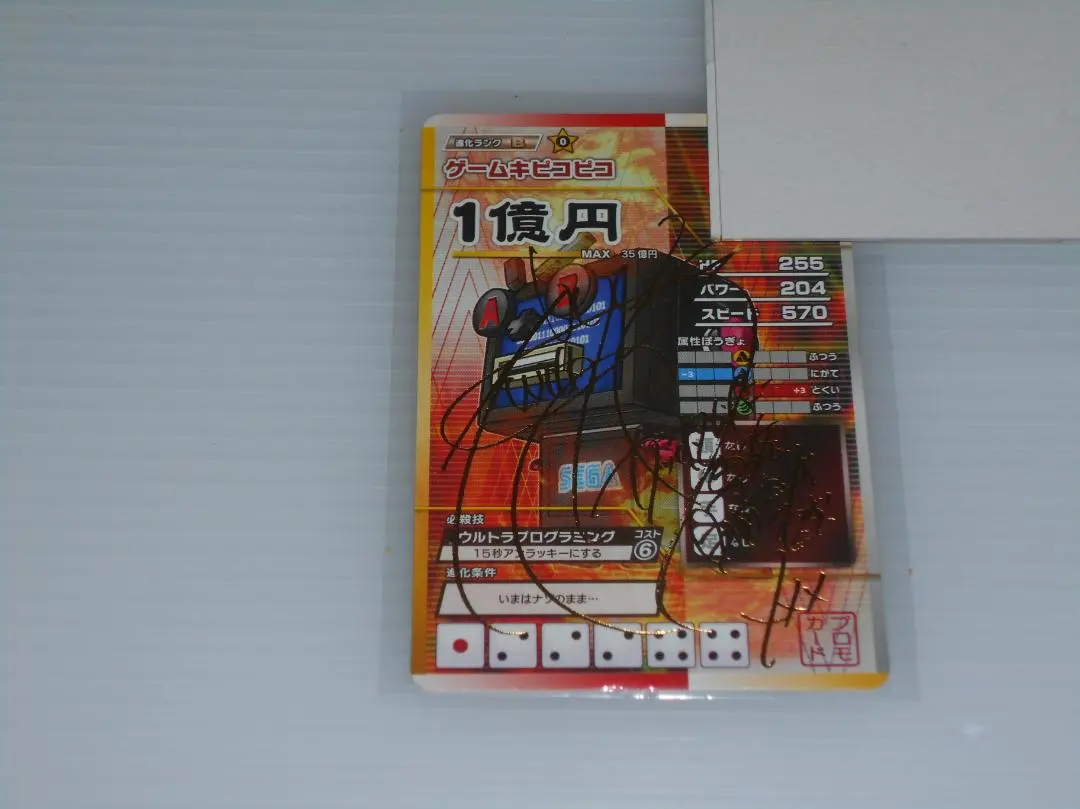 進化ランク B 0
ゲームキピコピコ
1億円
MAX 35億円
255
パワー 204
スピード 570
属性ぼうぎょ
ふつう
-3 にがて
+3 とくい
ふつう
A
SEGA
必殺技
ウルトラプログラミング
コスト 6
15秒アンラッキーにする
進化条件
いまはナゾのまま…
プロモ
カード